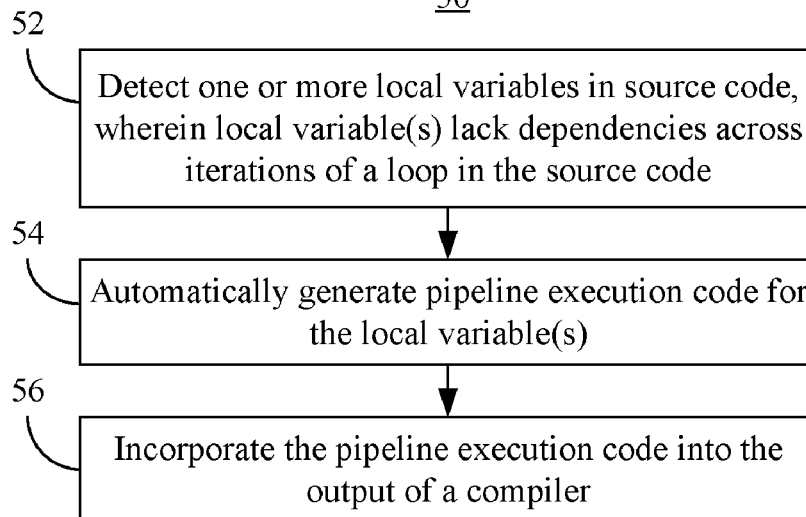 50
52
Detect one or more local variables in source code,
wherein local variable(s) lack dependencies across
iterations of a loop in the source code
54
Automatically generate pipeline execution code for
the local variable(s)
56
Incorporate the pipeline execution code into the
output of a compiler